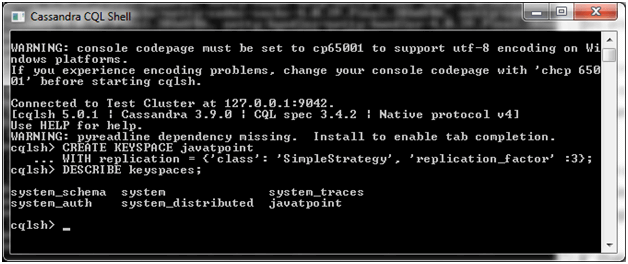 Cassandra CQL Shell
WARNING: console codepage must be set to cp65001 to support utf-8 encoding on Wi
ndows platforms.
If you experience encoding problems, change your console codepage with 'chcp 650
01' before starting cqlsh.
Connected to Test Cluster at 127.0.0.1:9042.
[cqlsh 5.0.1 ¦ Cassandra 3.9.0 ¦ CQL spec 3.4.2 ¦ Native protocol v4]
Use HELP for help.
WARNING: pyreadline dependency missing.  Install to enable tab completion.
cqlsh> CREATE KEYSPACE javatpoint
   ... WITH replication = {'class': 'SimpleStrategy', 'replication_factor' :3};
cqlsh> DESCRIBE keyspaces;
system_schema  system              system_traces
system_auth    system_distributed  javatpoint
cqlsh> _